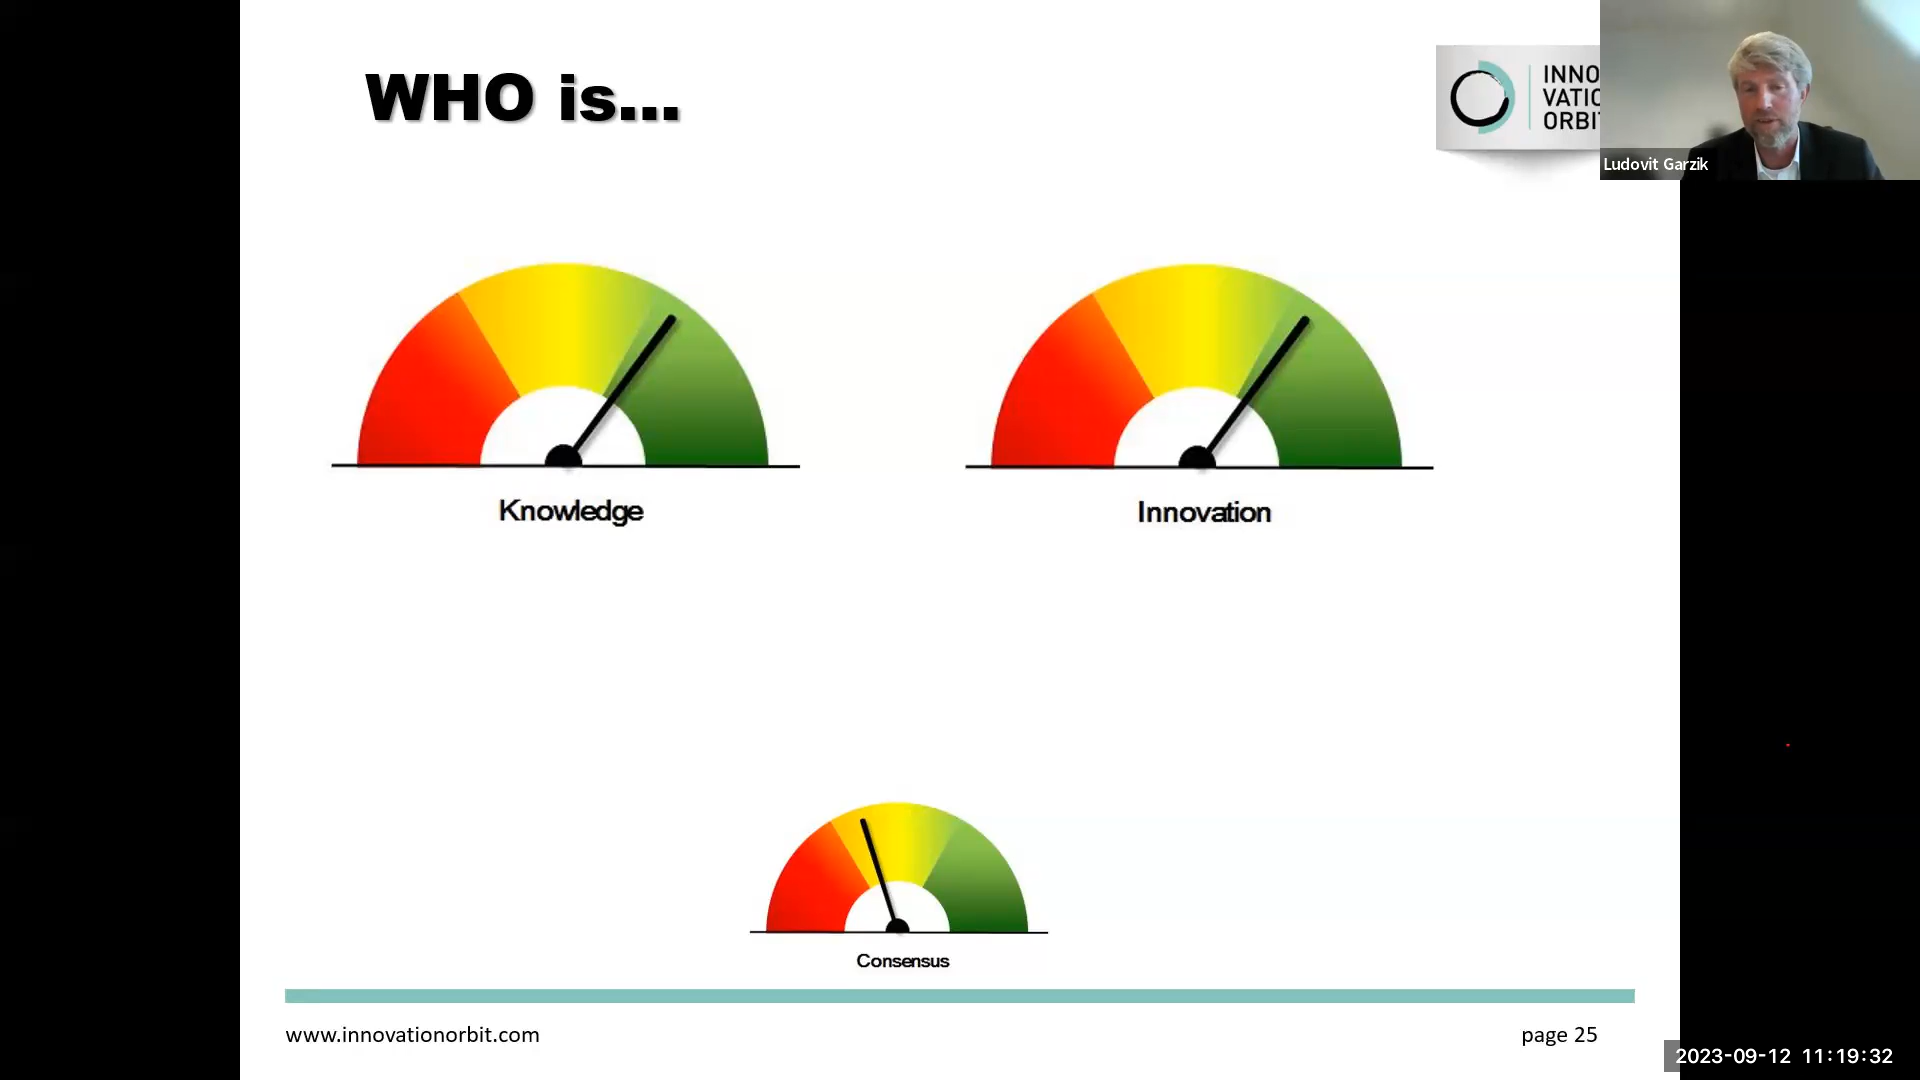 WHO is...
INNO
VATIC
ORBI
Ludovit Garzik
Knowledge
Innovation
Consensus
www.innovationorbit.com
page 25
2023-09-12 11:19:32